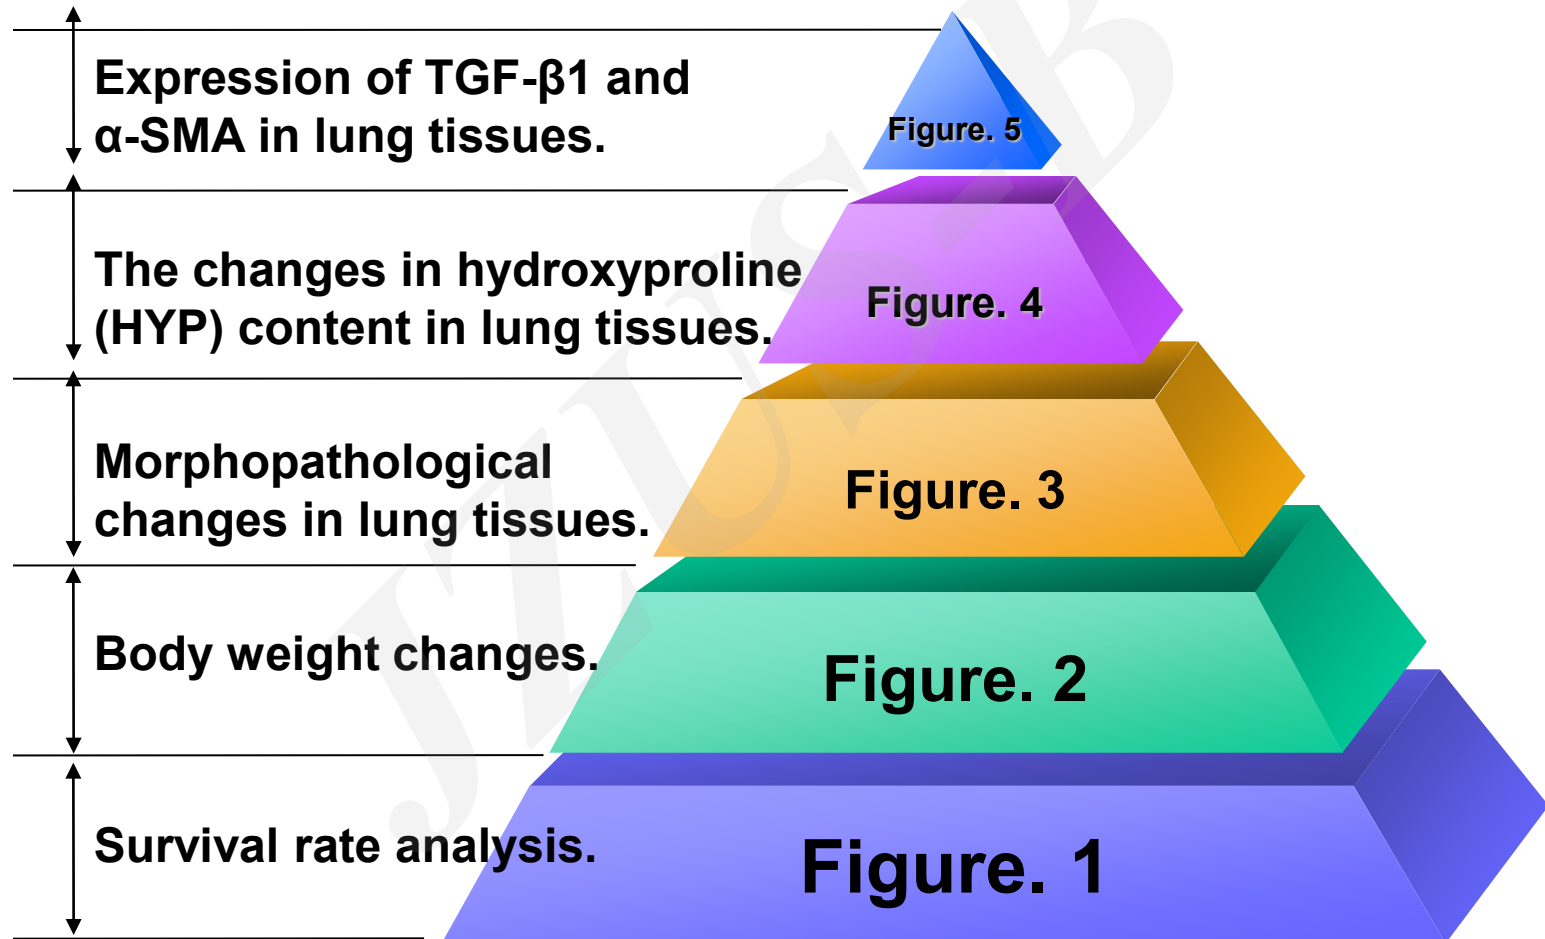 Expression of TGF-β1 and
α-SMA in lung tissues.
Figure. 5
The changes in hydroxyproline
(HYP) content in lung tissues.
Figure. 4
Morphopathological
changes in lung tissues.
Figure. 3
Body weight changes.
Figure. 2
Survival rate analysis.
Figure. 1
JZUS-B